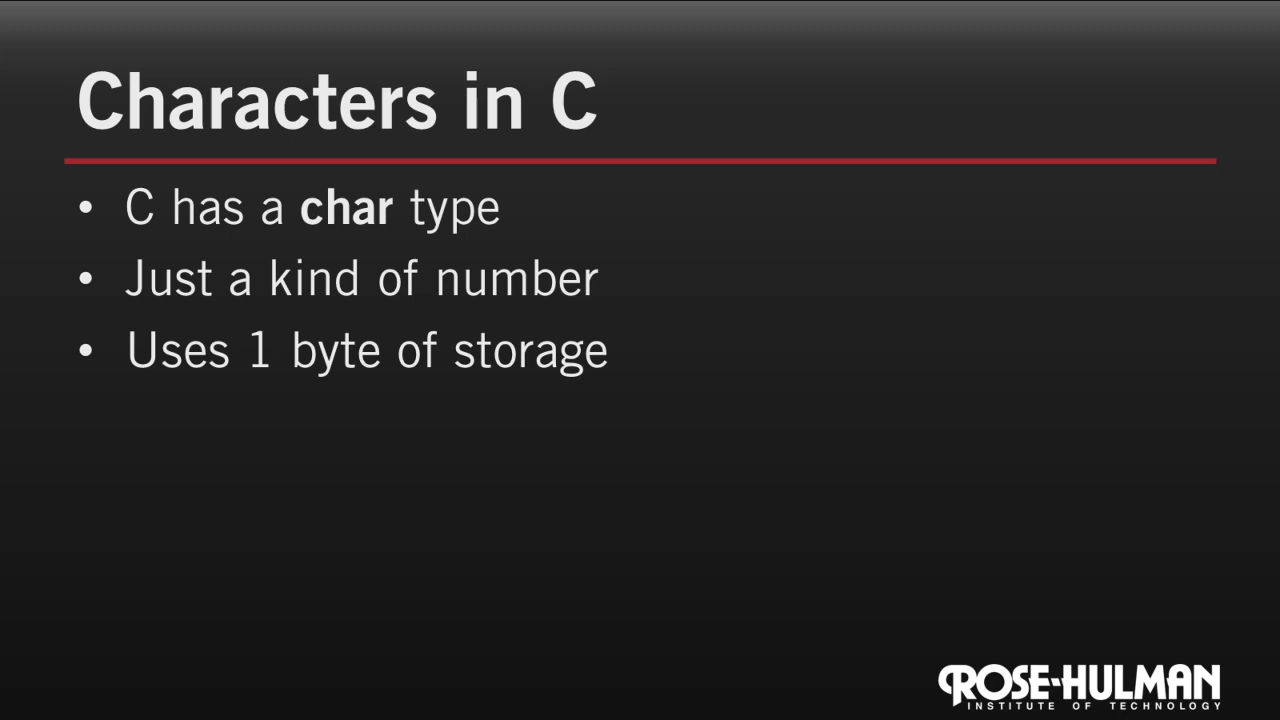 Characters in C
• C has a char type
• Just a kind of number
• Uses 1 byte of storage
ROSE-HULMAN
INSTITUTE OF TECHNOLOGY